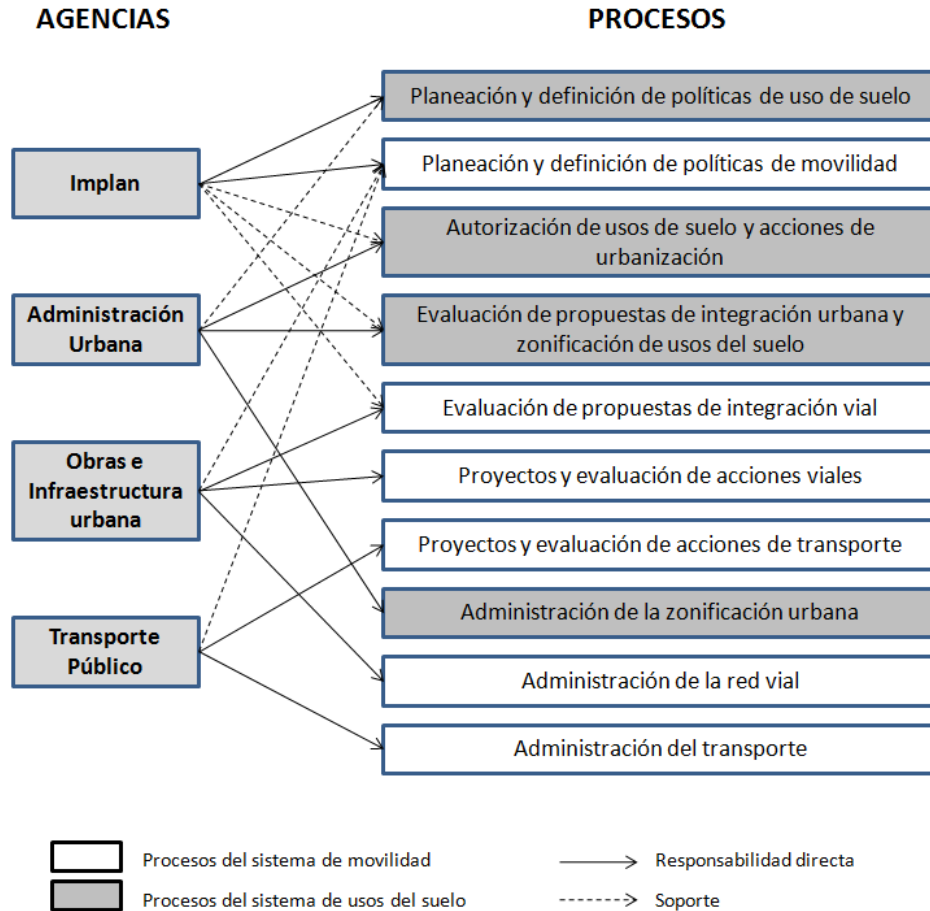 AGENCIAS
PROCESOS
Implan
Administración
Urbana
Obras e
Infraestructura
urbana
Transporte
Público
Planeación y definición de políticas de uso de suelo
Planeación y definición de políticas de movilidad
Autorización de usos de suelo y acciones de
urbanización
Evaluación de propuestas de integración urbana y
zonificación de usos del suelo
Evaluación de propuestas de integración vial
Proyectos y evaluación de acciones viales
Proyectos y evaluación de acciones de transporte
Administración de la zonificación urbana
Administración de la red vial
Administración del transporte
Procesos del sistema de movilidad
Responsabilidad directa
Procesos del sistema de usos del suelo
Soporte